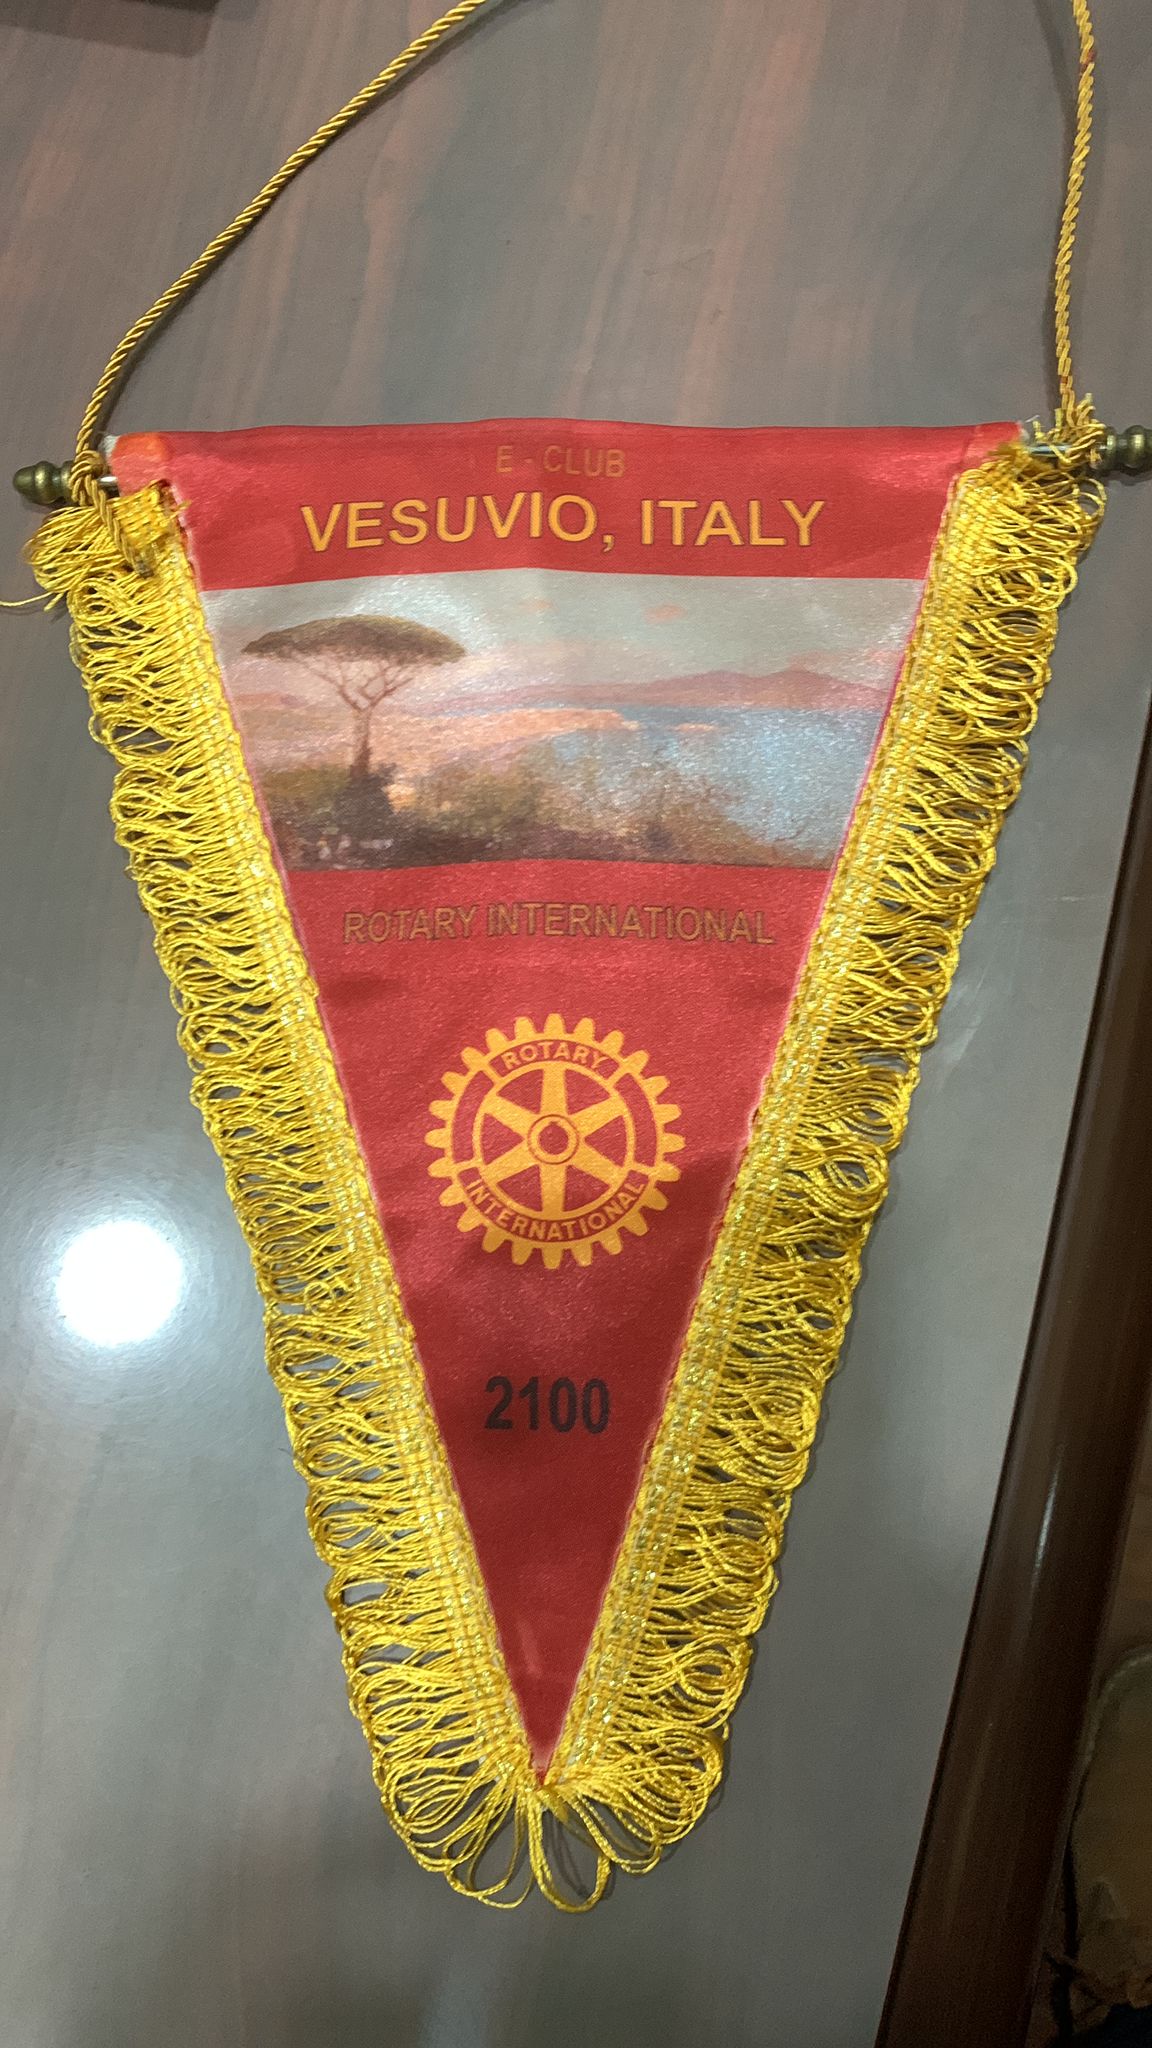 E - CLUB
VESUVIO, ITALY
ROTARY INTERNATIONAL
ROTARY
INTERNATIONAL
2100